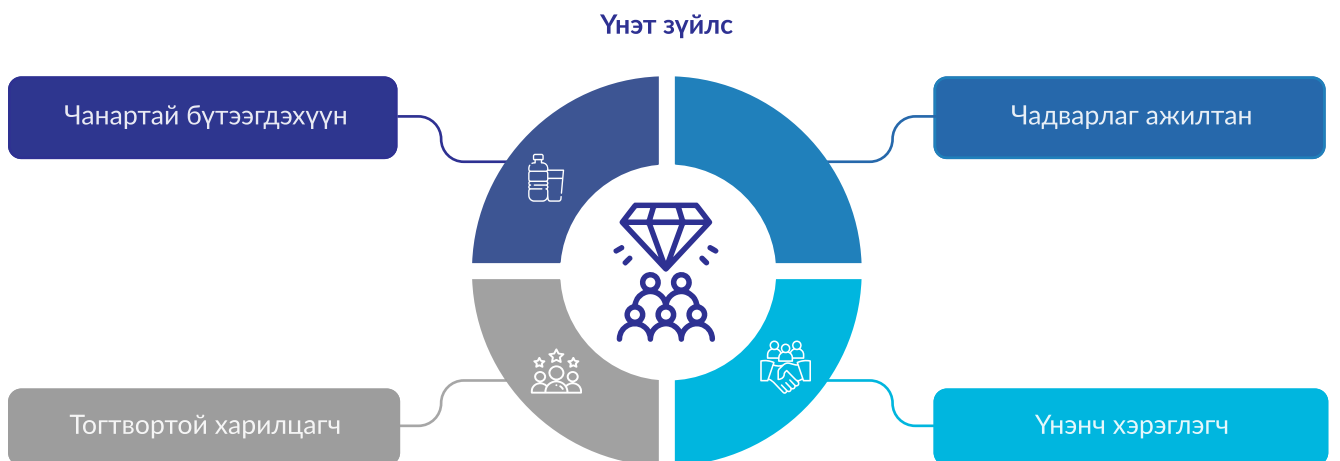 Үнэт зүйлс
Чанартай бүтээгдэхүүн
Чадварлаг ажилтан
Тогтвортой харилцагч
Үнэнч хэрэглэгч